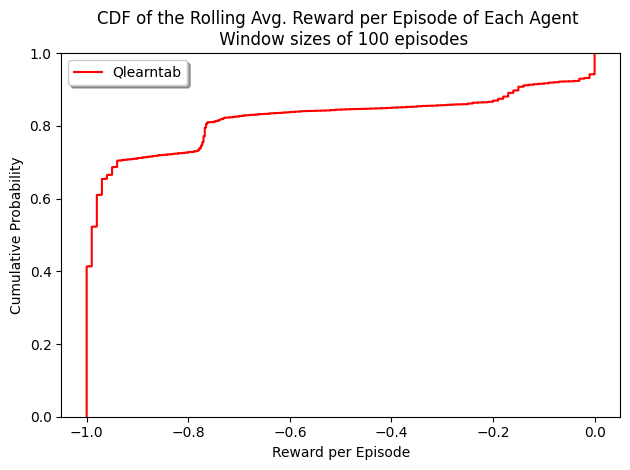 CDF of the Rolling Avg. Reward per Episode of Each Agent
Window sizes of 100 episodes
Qlearntab
1.0
0.8
0.6
0.4
0.2
0.0
Cumulative Probability
−1.0 −0.8 −0.6 −0.4 −0.2 0.0
Reward per Episode